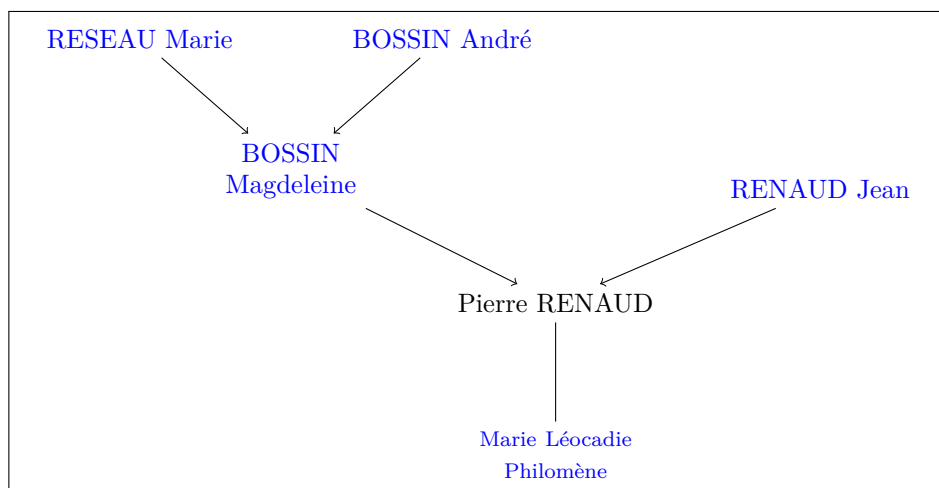 RESEAU Marie
BOSSIN André
BOSSIN
Magdeleine
RENAUD Jean
Pierre RENAUD
Marie Léocadie
Philomène